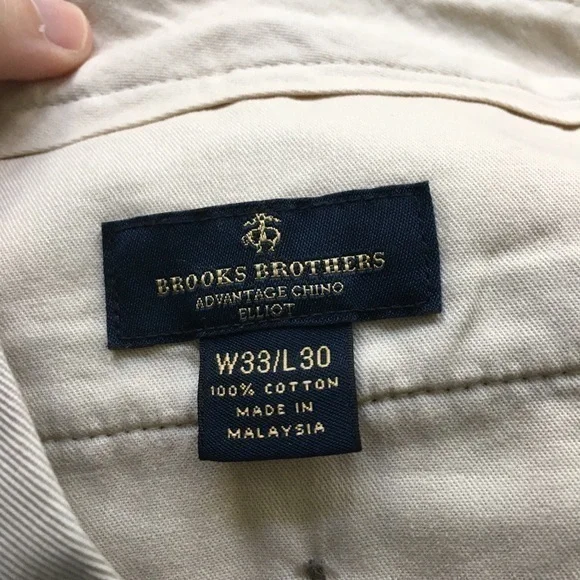 BROOKS BROTHERS
ADVANTAGE CHINO
ELLIOT
W33/L30
100% COTTON
MADE IN
MALAYSIA